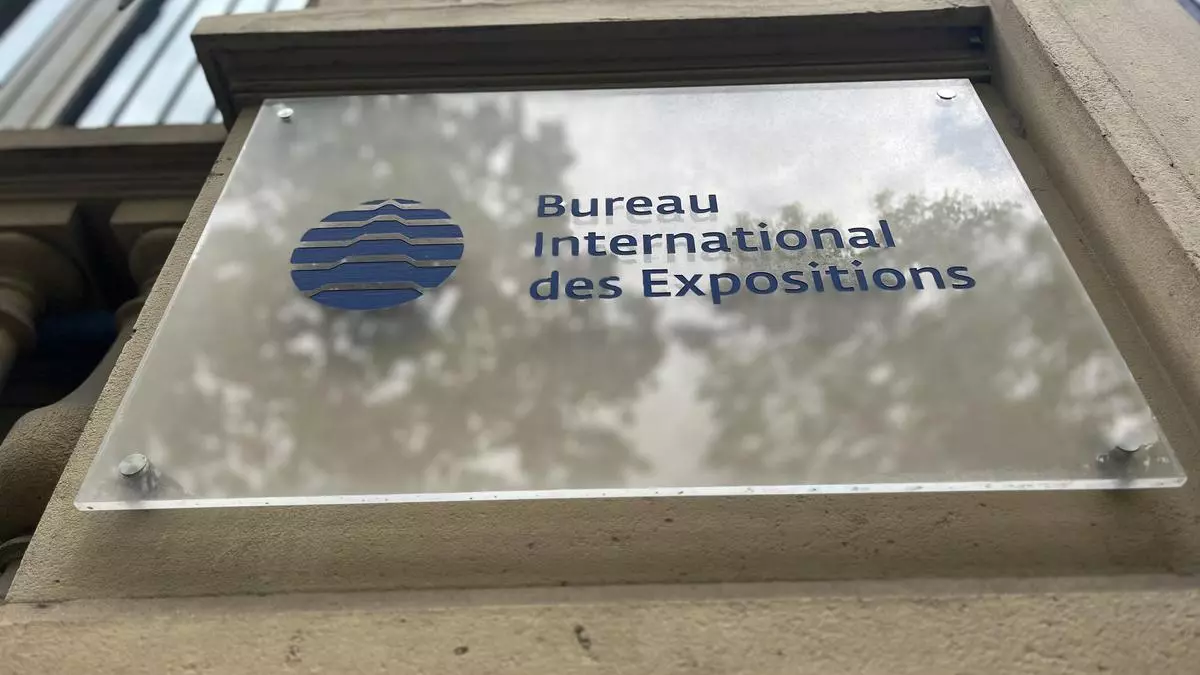 Bureau
International
des Expositions